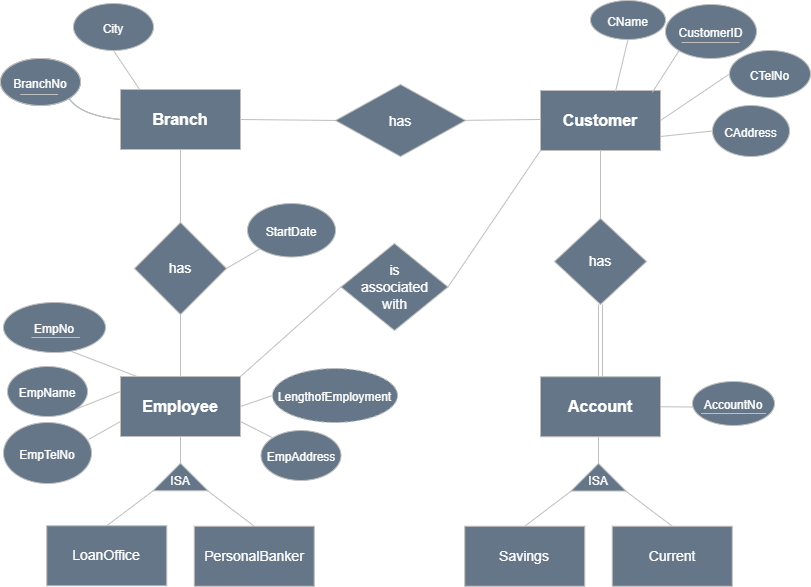 City
CName
CustomerID
BranchNo
CTelNo
Branch
has
Customer
CAddress
StartDate
has
is
associated
with
has
EmpNo
EmpName
LengthofEmployment
Employee
Account
AccountNo
EmpTelNo
EmpAddress
ISA
ISA
LoanOffice
PersonalBanker
Savings
Current